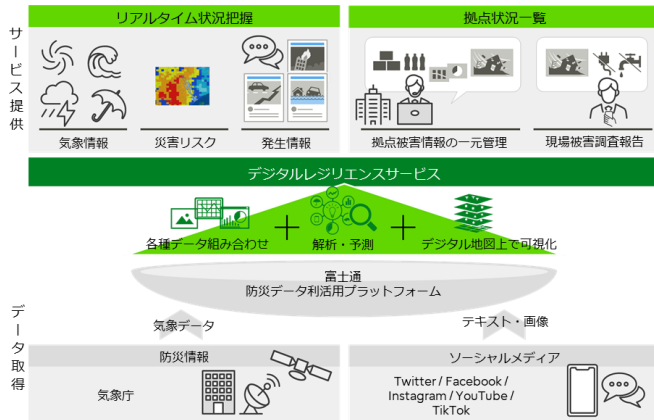 サービス提供
リアルタイム状況把握
拠点状況一覧
気象情報
災害リスク
発生情報
拠点被害情報の一元管理
現場被害調査報告
デジタルレジリエンスサービス
各種データ組み合わせ
解析・予測
デジタル地図上で可視化
富士通
防災データ利活用プラットフォーム
データ取得
気象データ
テキスト・画像
防災情報
ソーシャルメディア
気象庁
Twitter / Facebook /
Instagram / YouTube /
TikTok